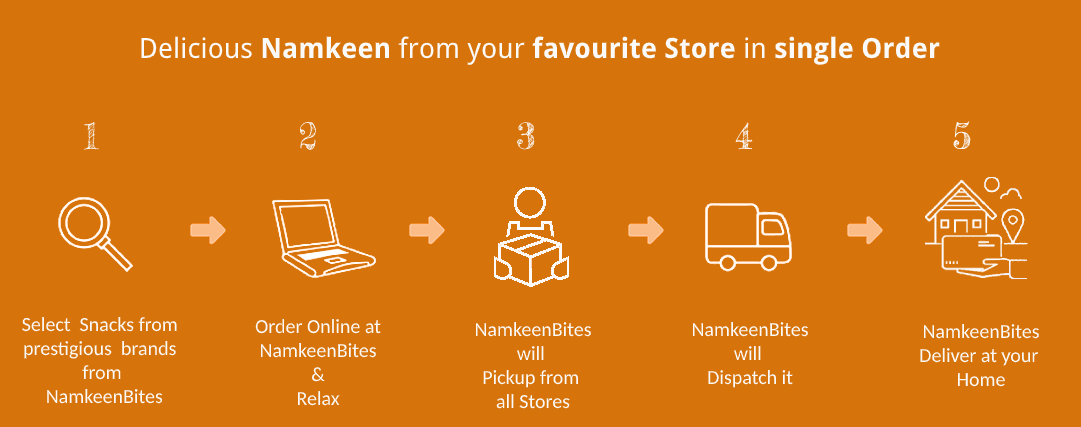 Delicious Namkeen from your favourite Store in single Order
1
2
3
4
5
Select Snacks from
prestigious brands
from
NamkeenBites
Order Online at
NamkeenBites
&
Relax
NamkeenBites
will
Pickup from
all Stores
NamkeenBites
will
Dispatch it
NamkeenBites
Deliver at your
Home